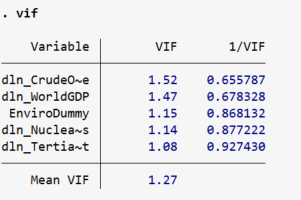 . vif
Variable VIF 1/VIF
dln_CrudeO~e 1.52 0.655787
dln_WorldGDP 1.47 0.678328
EnviroDummy 1.15 0.868132
dln_Nuclea~s 1.14 0.877222
dln_Tertia~t 1.08 0.927430
Mean VIF 1.27